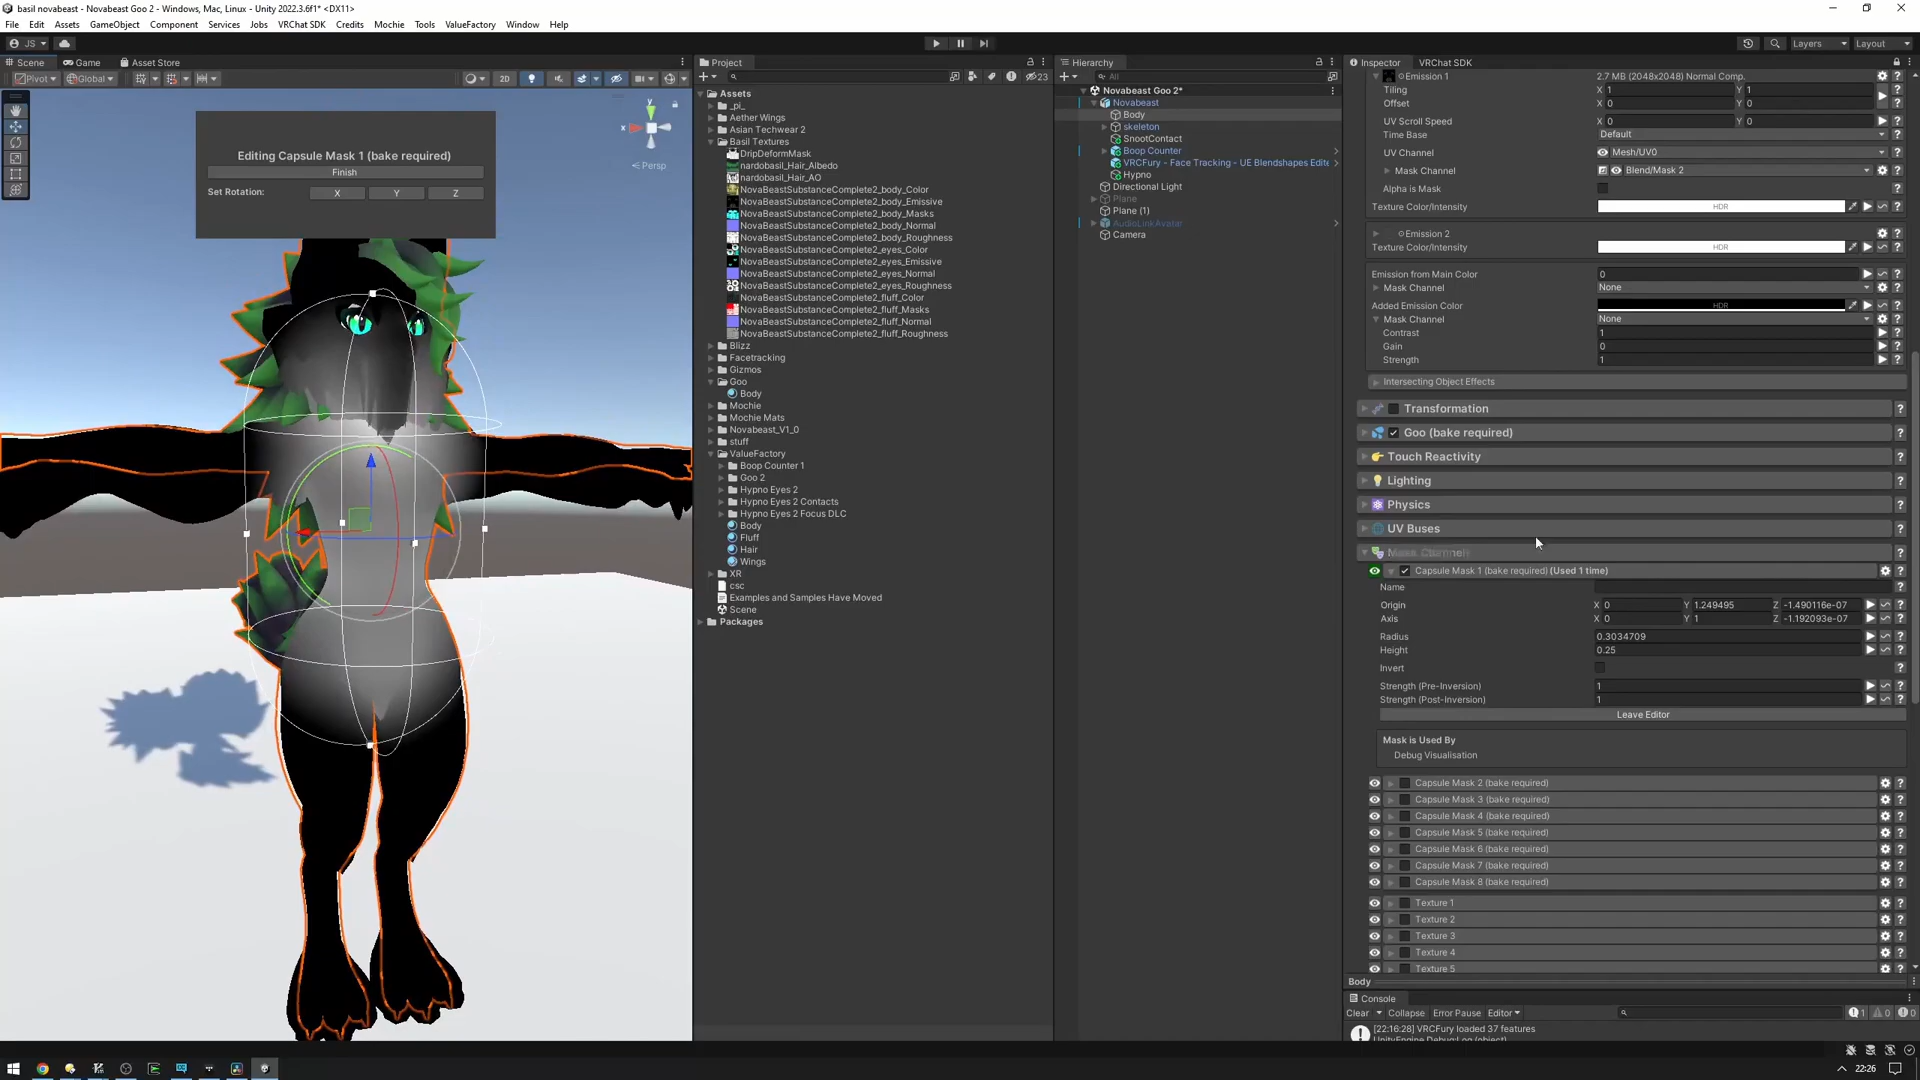 basil novabeast - Novabeast Goo 2 - Windows, Mac, Linux - Unity 2022.3.6f1* <DX11>
File Edit Assets GameObject Component Services Jobs VRChat SDK Credits Mochie Tools ValueFactory Window Help
JS
Layers Layout
Scene Game Asset Store
Pivot Global 2D
Editing Capsule Mask 1 (bake required)
Finish
Set Rotation: X Y Z
y
x
Persp
Project
23
Assets
_pi_
Aether Wings
Asian Techwear 2
Basil Textures
DripDeformMask
nardobasil_Hair_Albedo
nardobasil_Hair_AO
NovaBeastSubstanceComplete2_body_Color
NovaBeastSubstanceComplete2_body_Emissive
NovaBeastSubstanceComplete2_body_Masks
NovaBeastSubstanceComplete2_body_Normal
NovaBeastSubstanceComplete2_body_Roughness
NovaBeastSubstanceComplete2_eyes_Color
NovaBeastSubstanceComplete2_eyes_Emissive
NovaBeastSubstanceComplete2_eyes_Normal
NovaBeastSubstanceComplete2_eyes_Roughness
NovaBeastSubstanceComplete2_fluff_Color
NovaBeastSubstanceComplete2_fluff_Masks
NovaBeastSubstanceComplete2_fluff_Normal
NovaBeastSubstanceComplete2_fluff_Roughness
Blizz
Facetracking
Gizmos
Goo
Body
Mochie
Mochie Mats
Novabeast_V1_0
stuff
ValueFactory
Boop Counter 1
Goo 2
Hypno Eyes 2
Hypno Eyes 2 Contacts
Hypno Eyes 2 Focus DLC
Body
Fluff
Hair
Wings
XR
csc
Examples and Samples Have Moved
Scene
Packages
Hierarchy
All
Novabeast Goo 2*
Novabeast
Body
skeleton
SnootContact
Boop Counter
VRCFury - Face Tracking - UE Blendshapes Edite
Hypno
Directional Light
Plane
Plane (1)
AudioLinkAvatar
Camera
Inspector VRChat SDK
Emission 1 2.7 MB (2048x2048) Normal Comp.
Tiling X 1 Y 1
Offset X 0 Y 0
UV Scroll Speed X 0 Y 0
Time Base Default
UV Channel Mesh/UV0
Mask Channel Blend/Mask 2
Alpha is Mask
Texture Color/Intensity HDR
Emission 2
Texture Color/Intensity HDR
Emission from Main Color 0
Mask Channel None
Added Emission Color HDR
Mask Channel None
Contrast 1
Gain 0
Strength 1
Intersecting Object Effects
Transformation
Goo (bake required)
Touch Reactivity
Lighting
Physics
UV Buses
Capsule Mask 1 (bake required) (Used 1 time)
Name
Origin X 0 Y 1.249495 Z -1.490116e-07
Axis X 0 Y 1 Z -1.192093e-07
Radius 0.3034709
Height 0.25
Invert
Strength (Pre-Inversion) 1
Strength (Post-Inversion) 1
Leave Editor
Mask is Used By
Debug Visualisation
Capsule Mask 2 (bake required)
Capsule Mask 3 (bake required)
Capsule Mask 4 (bake required)
Capsule Mask 5 (bake required)
Capsule Mask 6 (bake required)
Capsule Mask 7 (bake required)
Capsule Mask 8 (bake required)
Texture 1
Texture 2
Texture 3
Texture 4
Texture 5
Body
Console
Clear Collapse Error Pause Editor 1 0 0
[22:16:28] VRCFury loaded 37 features
UnityEngine.Debug:Log (object)
22:26